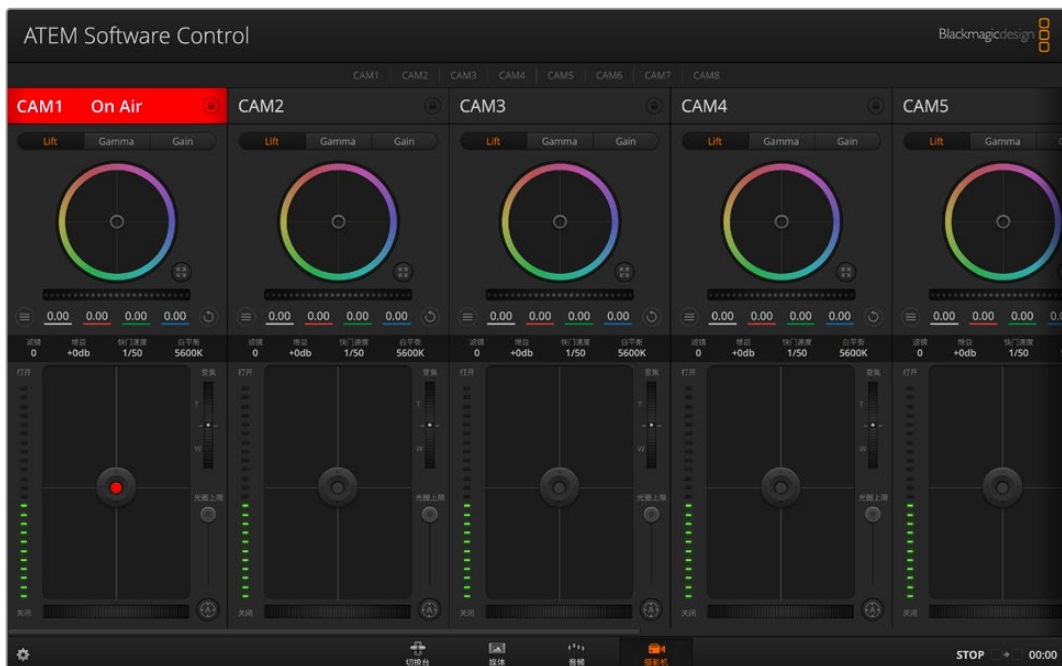 ATEM Software Control
Blackmagicdesign
CAM1 CAM2 CAM3 CAM4 CAM5 CAM6 CAM7 CAM8
CAM1 On Air CAM2 CAM3 CAM4 CAM5
Lift Gamma Gain Lift Gamma Gain Lift Gamma Gain Lift Gamma Gain Lift Gamma
0.00 0.00 0.00 0.00 0.00 0.00 0.00 0.00 0.00 0.00 0.00 0.00 0.00 0.00 0.00 0.00 0.00 0.00 0.00
滤镜 增益 快门速度 白平衡 滤镜 增益 快门速度 白平衡 滤镜 增益 快门速度 白平衡 滤镜 增益 快门速度 白平衡 滤镜 增益 快门速度
0 +0db 1/50 5600K 0 +0db 1/50 5600K 0 +0db 1/50 5600K 0 +0db 1/50 5600K 0 +0db 1/50
打开 变焦 打开 变焦 打开 变焦 打开 变焦 打开
T T T T
W W W W
光圈上限 光圈上限 光圈上限 光圈上限
关闭 关闭 关闭 关闭 关闭
切换台 媒体 音频 摄影机
STOP 00:00